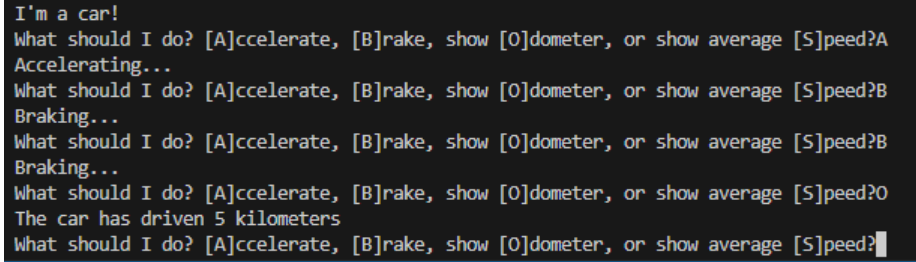 I'm a car!
What should I do? [A]ccelerate, [B]rake, show [O]dometer, or show average [S]peed?A
Accelerating...
What should I do? [A]ccelerate, [B]rake, show [O]dometer, or show average [S]peed?B
Braking...
What should I do? [A]ccelerate, [B]rake, show [O]dometer, or show average [S]peed?B
Braking...
What should I do? [A]ccelerate, [B]rake, show [O]dometer, or show average [S]peed?O
The car has driven 5 kilometers
What should I do? [A]ccelerate, [B]rake, show [O]dometer, or show average [S]peed?